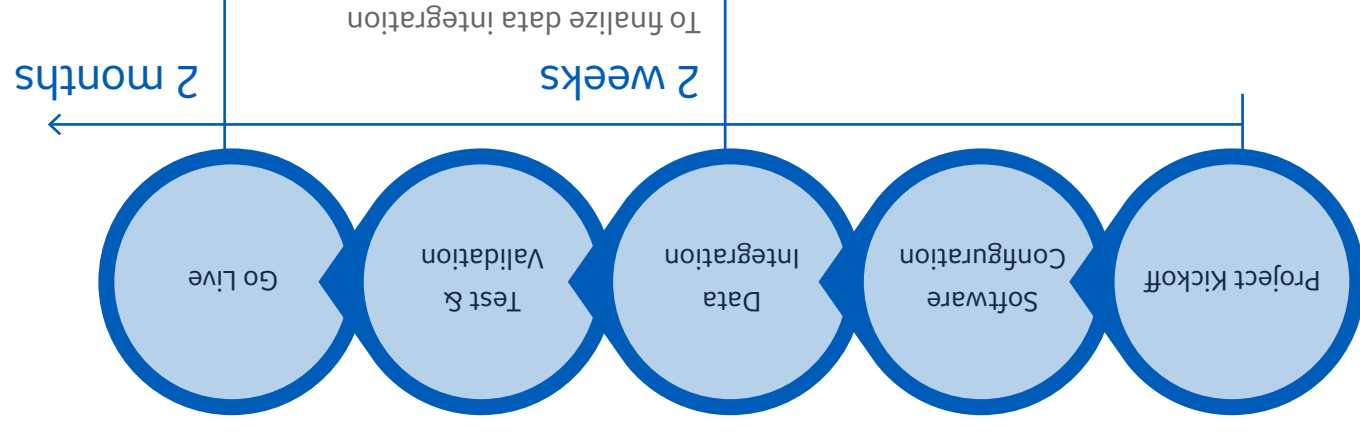 Project Kickoff
Software
Configuration
Data
Integration
Test &
Validation
Go Live
2 weeks
To finalize data integration
2 months